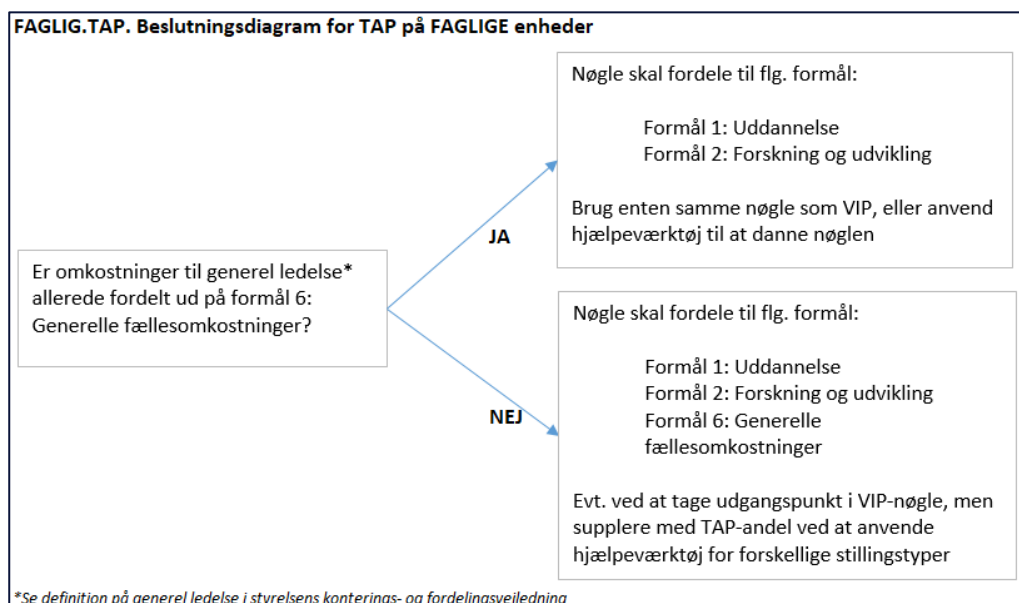 FAGLIG.TAP. Beslutningsdiagram for TAP på FAGLIGE enheder
Er omkostninger til generel ledelse*
allerede fordelt ud på formål 6:
Generelle fællesomkostninger?
JA
Nøgle skal fordele til flg. formål:
Formål 1: Uddannelse
Formål 2: Forskning og udvikling
Brug enten samme nøgle som VIP, eller anvend
hjælpeværktøj til at danne nøglen
NEJ
Nøgle skal fordele til flg. formål:
Formål 1: Uddannelse
Formål 2: Forskning og udvikling
Formål 6: Generelle
fællesomkostninger
Evt. ved at tage udgangspunkt i VIP-nøgle, men
supplere med TAP-andel ved at anvende
hjælpeværktøj for forskellige stillingstyper
*Se definition på generel ledelse i styrelsens konterings- og fordelingsvejledning